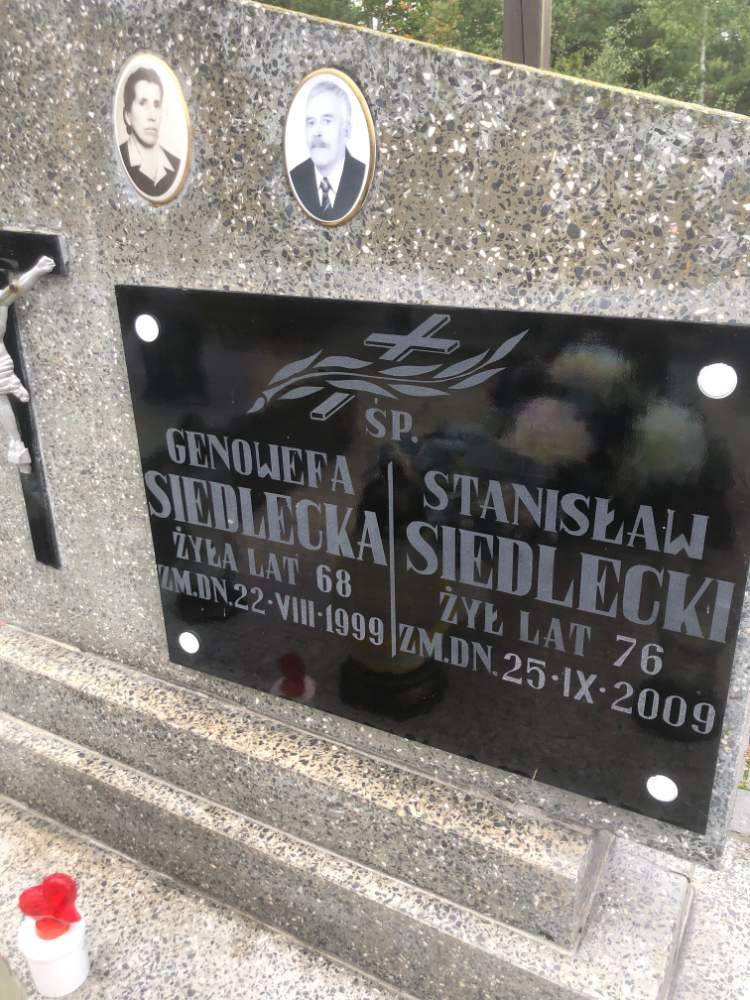 ŚP.
GENOWEFA
SIEDLECKA
ŻYŁA LAT 68
ZM.DN.22·VIII·1999
STANISŁAW
SIEDLECKI
ŻYŁ LAT 76
ZM.DN.25·IX·2009